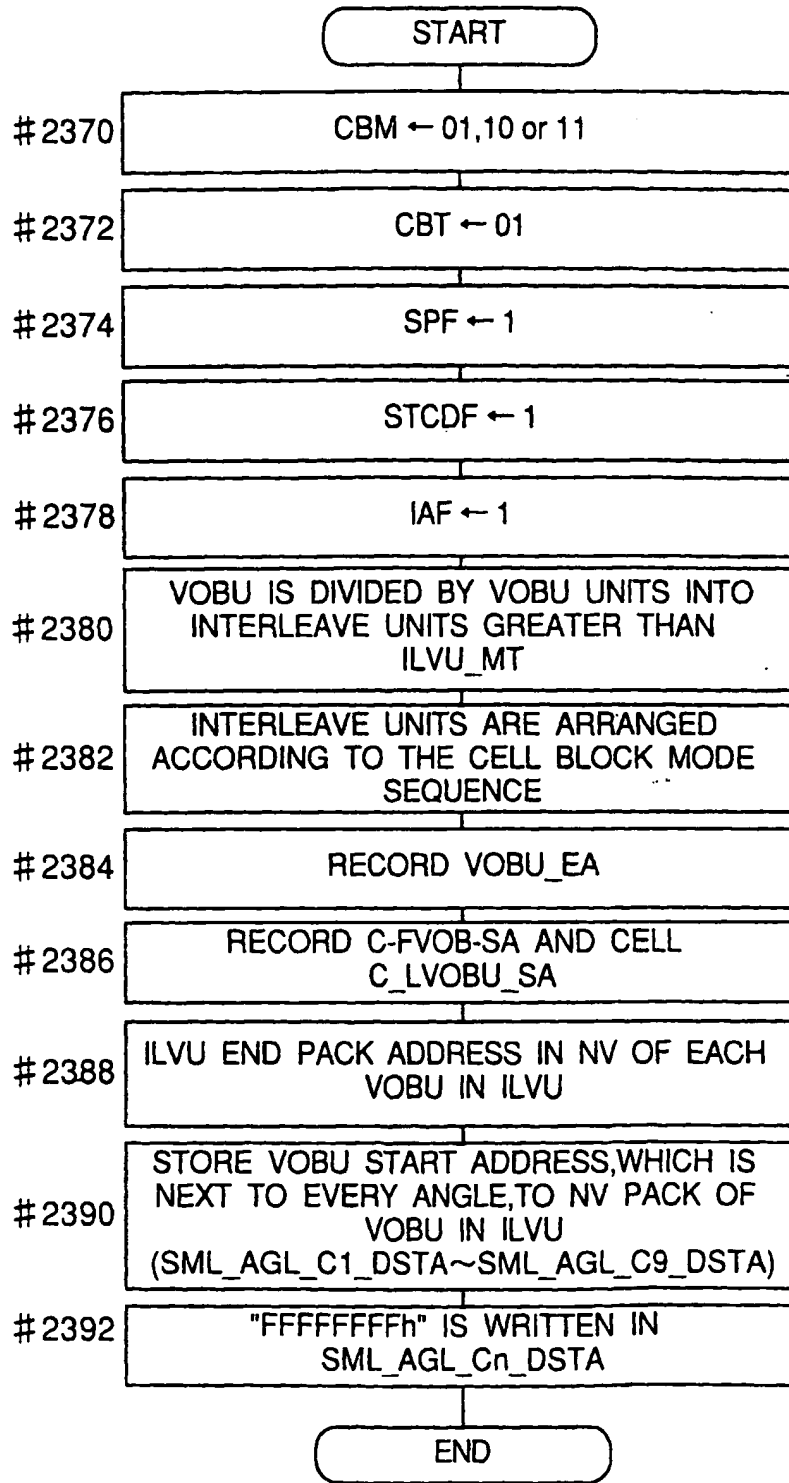 START
#2370
CBM ← 01,10 or 11
#2372
CBT ← 01
#2374
SPF ← 1
#2376
STCDF ← 1
#2378
IAF ← 1
#2380
VOBU IS DIVIDED BY VOBU UNITS INTO
INTERLEAVE UNITS GREATER THAN
ILVU_MT
#2382
INTERLEAVE UNITS ARE ARRANGED
ACCORDING TO THE CELL BLOCK MODE
SEQUENCE
#2384
RECORD VOBU_EA
#2386
RECORD C-FVOB-SA AND CELL
C_LVOBU_SA
#2388
ILVU END PACK ADDRESS IN NV OF EACH
VOBU IN ILVU
#2390
STORE VOBU START ADDRESS,WHICH IS
NEXT TO EVERY ANGLE,TO NV PACK OF
VOBU IN ILVU
(SML_AGL_C1_DSTA~SML_AGL_C9_DSTA)
#2392
"FFFFFFFFh" IS WRITTEN IN
SML_AGL_Cn_DSTA
END